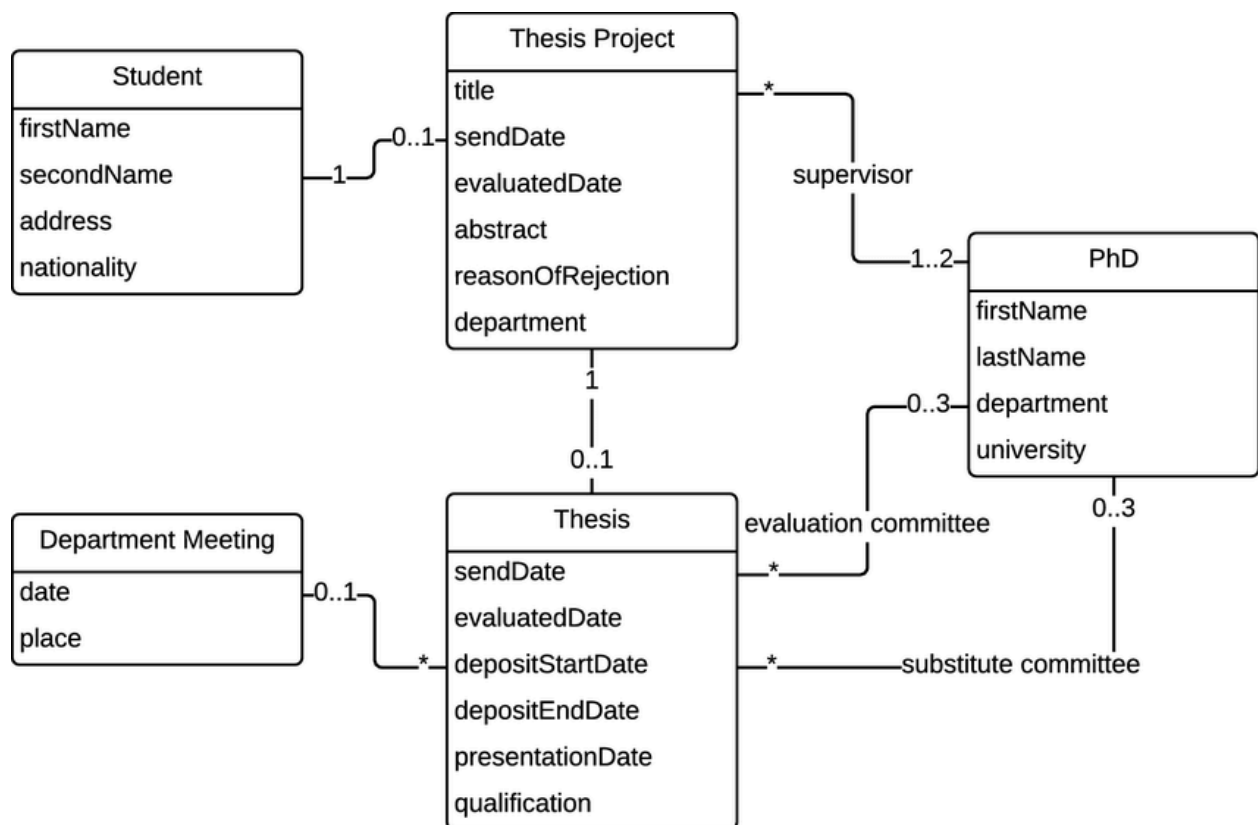 Student
firstName
secondName
address
nationality
1
0..1
Thesis Project
title
sendDate
evaluatedDate
abstract
reasonOfRejection
department
*
supervisor
1..2
PhD
firstName
lastName
department
university
1
0..1
0..3
evaluation committee
*
0..3
substitute committee
*
Thesis
sendDate
evaluatedDate
depositStartDate
depositEndDate
presentationDate
qualification
Department Meeting
date
place
0..1
*